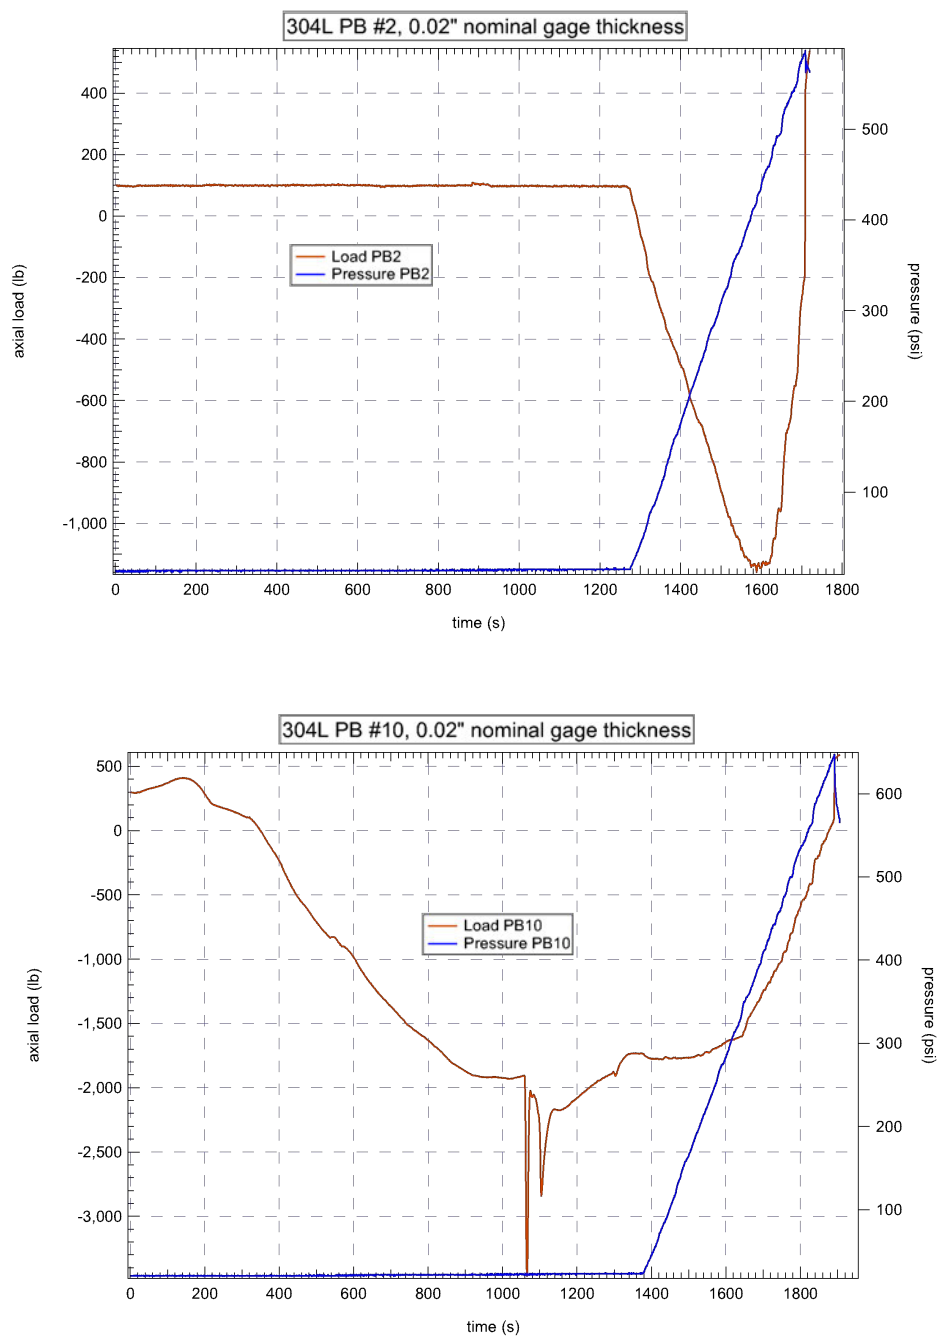 304L PB #2, 0.02" nominal gage thickness
400
200
0
-200
-400
-600
-800
-1,000
axial load (lb)
Load PB2
Pressure PB2
500
400
300
200
100
pressure (psi)
0 200 400 600 800 1000 1200 1400 1600 1800
time (s)
304L PB #10, 0.02" nominal gage thickness
500
0
-500
-1,000
-1,500
-2,000
-2,500
-3,000
axial load (lb)
Load PB10
Pressure PB10
600
500
400
300
200
100
pressure (psi)
0 200 400 600 800 1000 1200 1400 1600 1800
time (s)